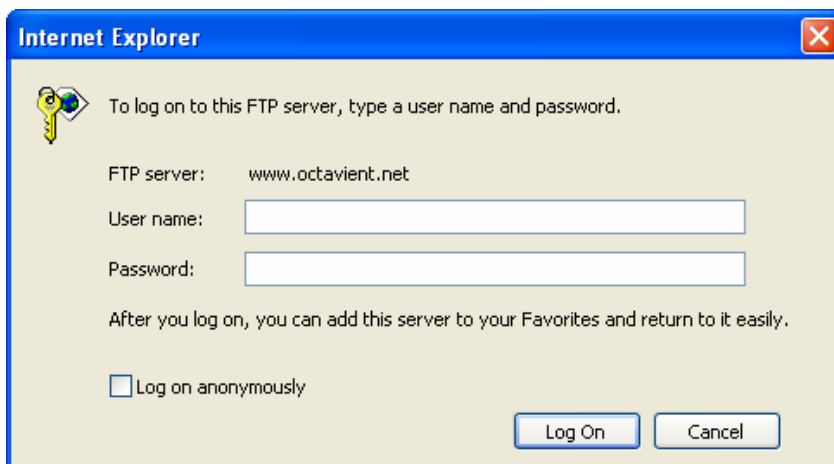 Internet Explorer
To log on to this FTP server, type a user name and password.
FTP server: www.octavient.net
User name:
Password:
After you log on, you can add this server to your Favorites and return to it easily.
Log on anonymously
Log On Cancel